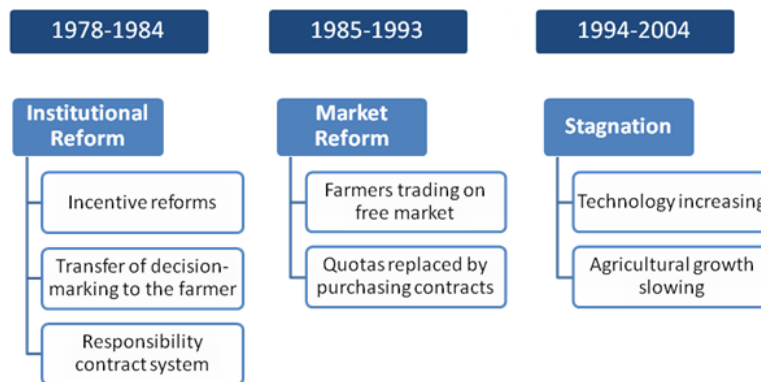 1978-1984
1985-1993
1994-2004
Institutional
Reform
Incentive reforms
Transfer of decision-
marking to the farmer
Responsibility
contract system
Market
Reform
Farmers trading on
free market
Quotas replaced by
purchasing contracts
Stagnation
Technology increasing
Agricultural growth
slowing